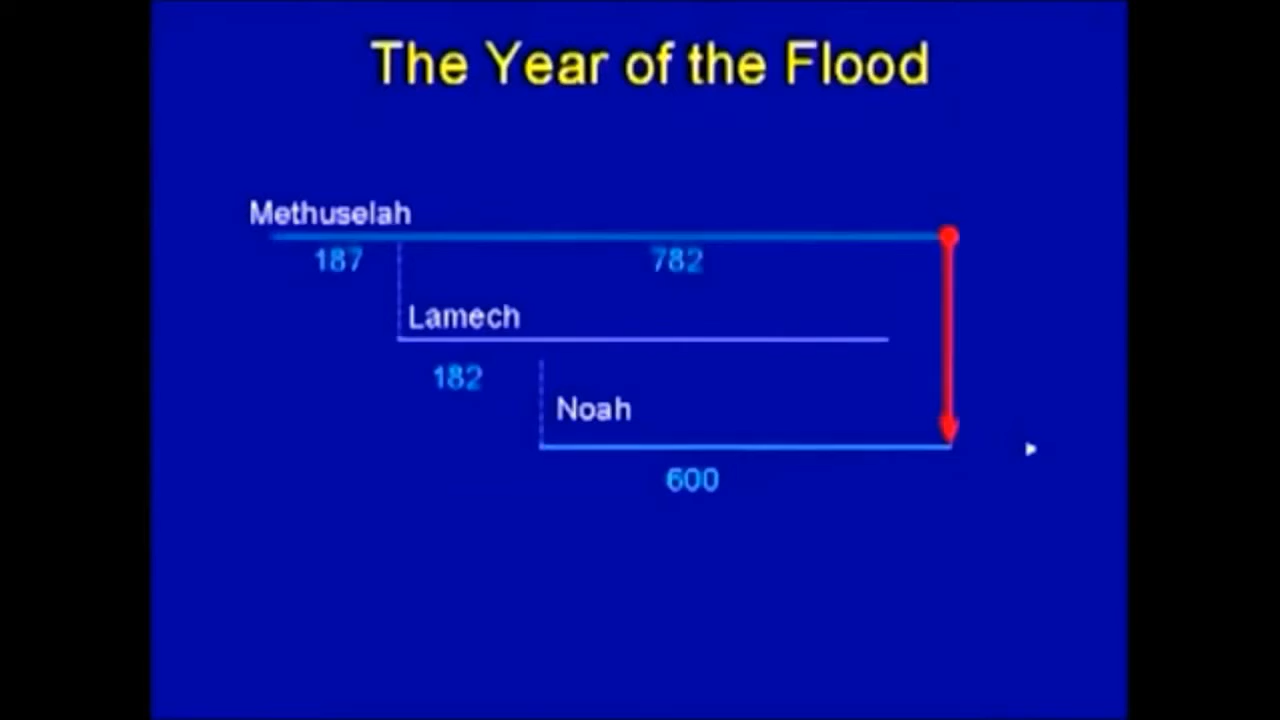 The Year of the Flood
Methuselah
187
782
Lamech
182
Noah
600